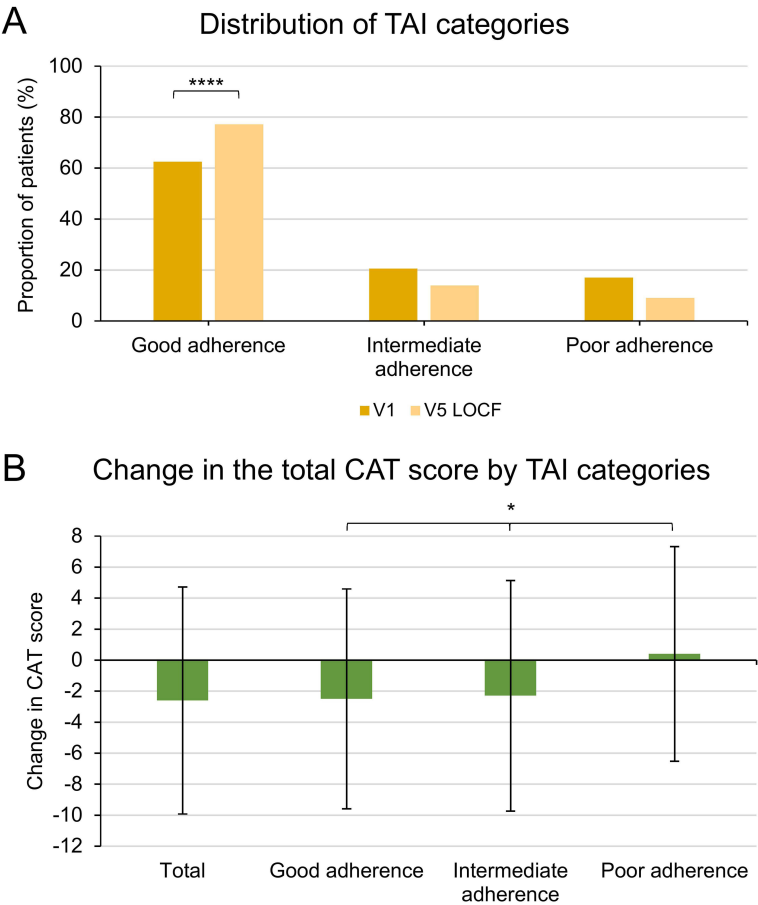 A
Distribution of TAI categories
Proportion of patients (%)
100
80
60
40
20
0
****
Good adherence
Intermediate
adherence
Poor adherence
V1
V5 LOCF
B
Change in the total CAT score by TAI categories
Change in CAT score
8
6
4
2
0
-2
-4
-6
-8
-10
-12
*
Total
Good adherence
Intermediate
adherence
Poor adherence